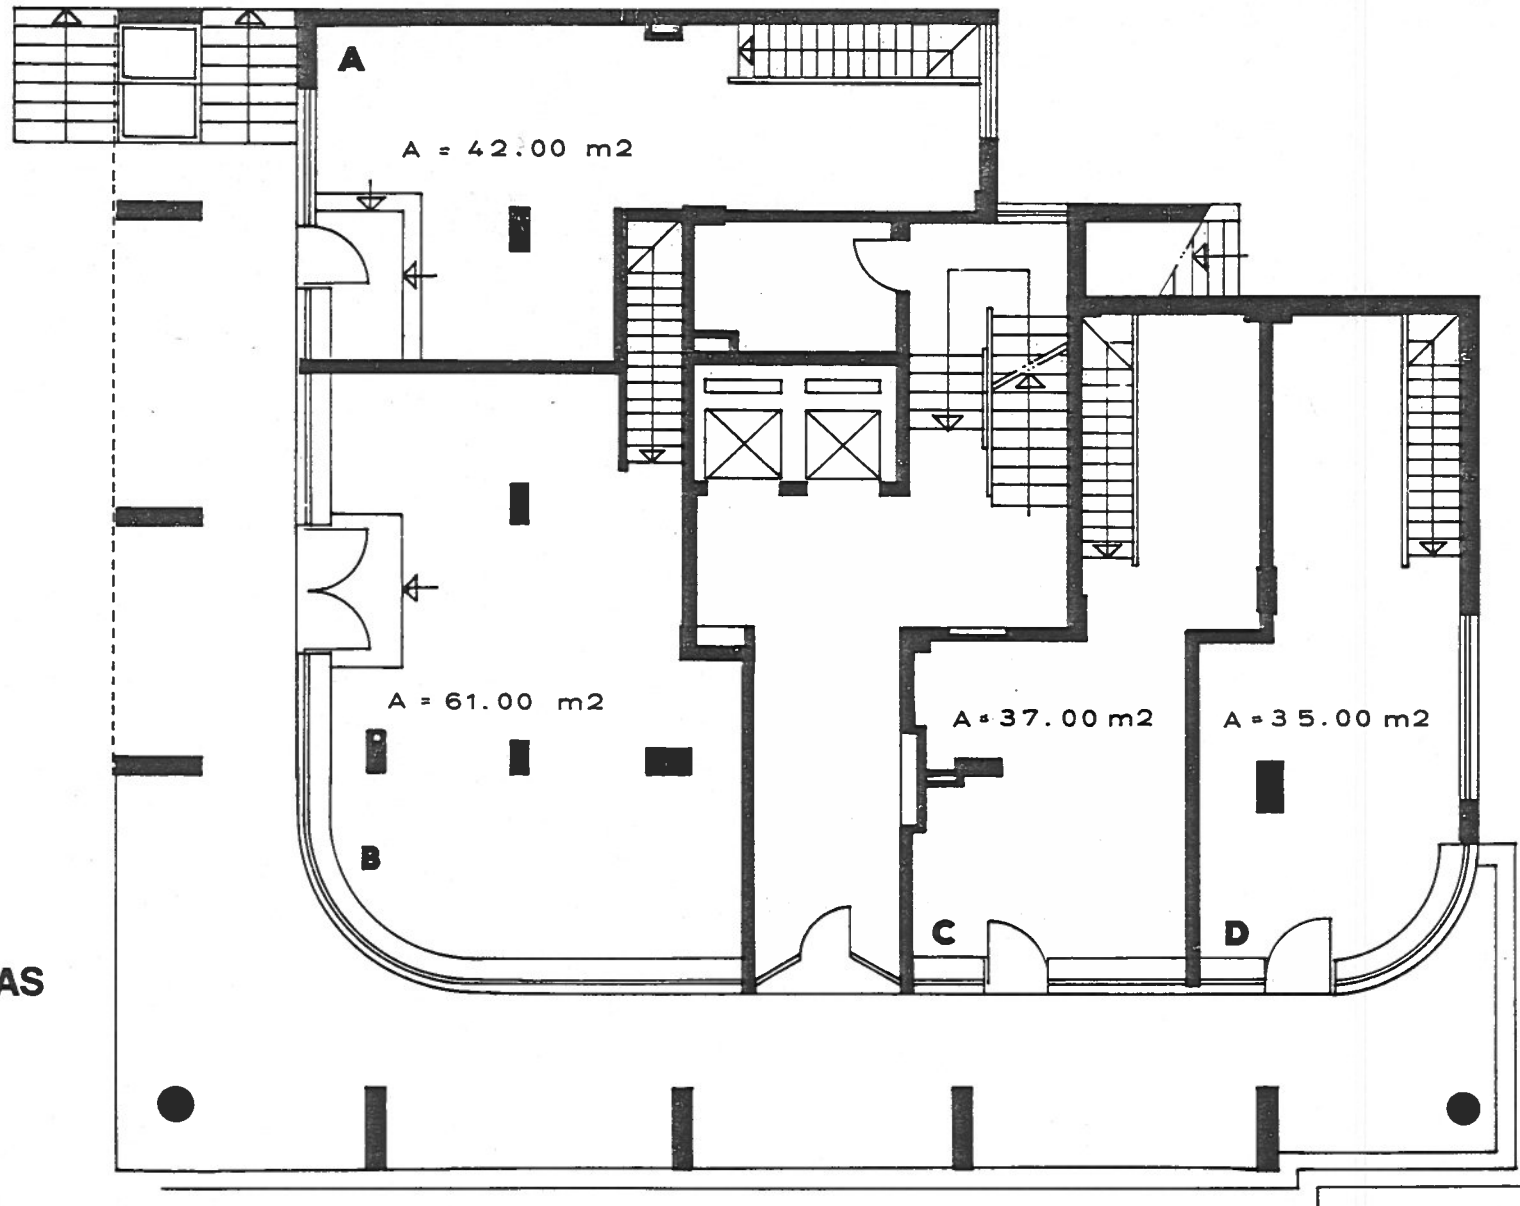 A
A = 42.00 m2
A = 61.00 m2
A = 37.00 m2
A = 35.00 m2
B
C
D
AS